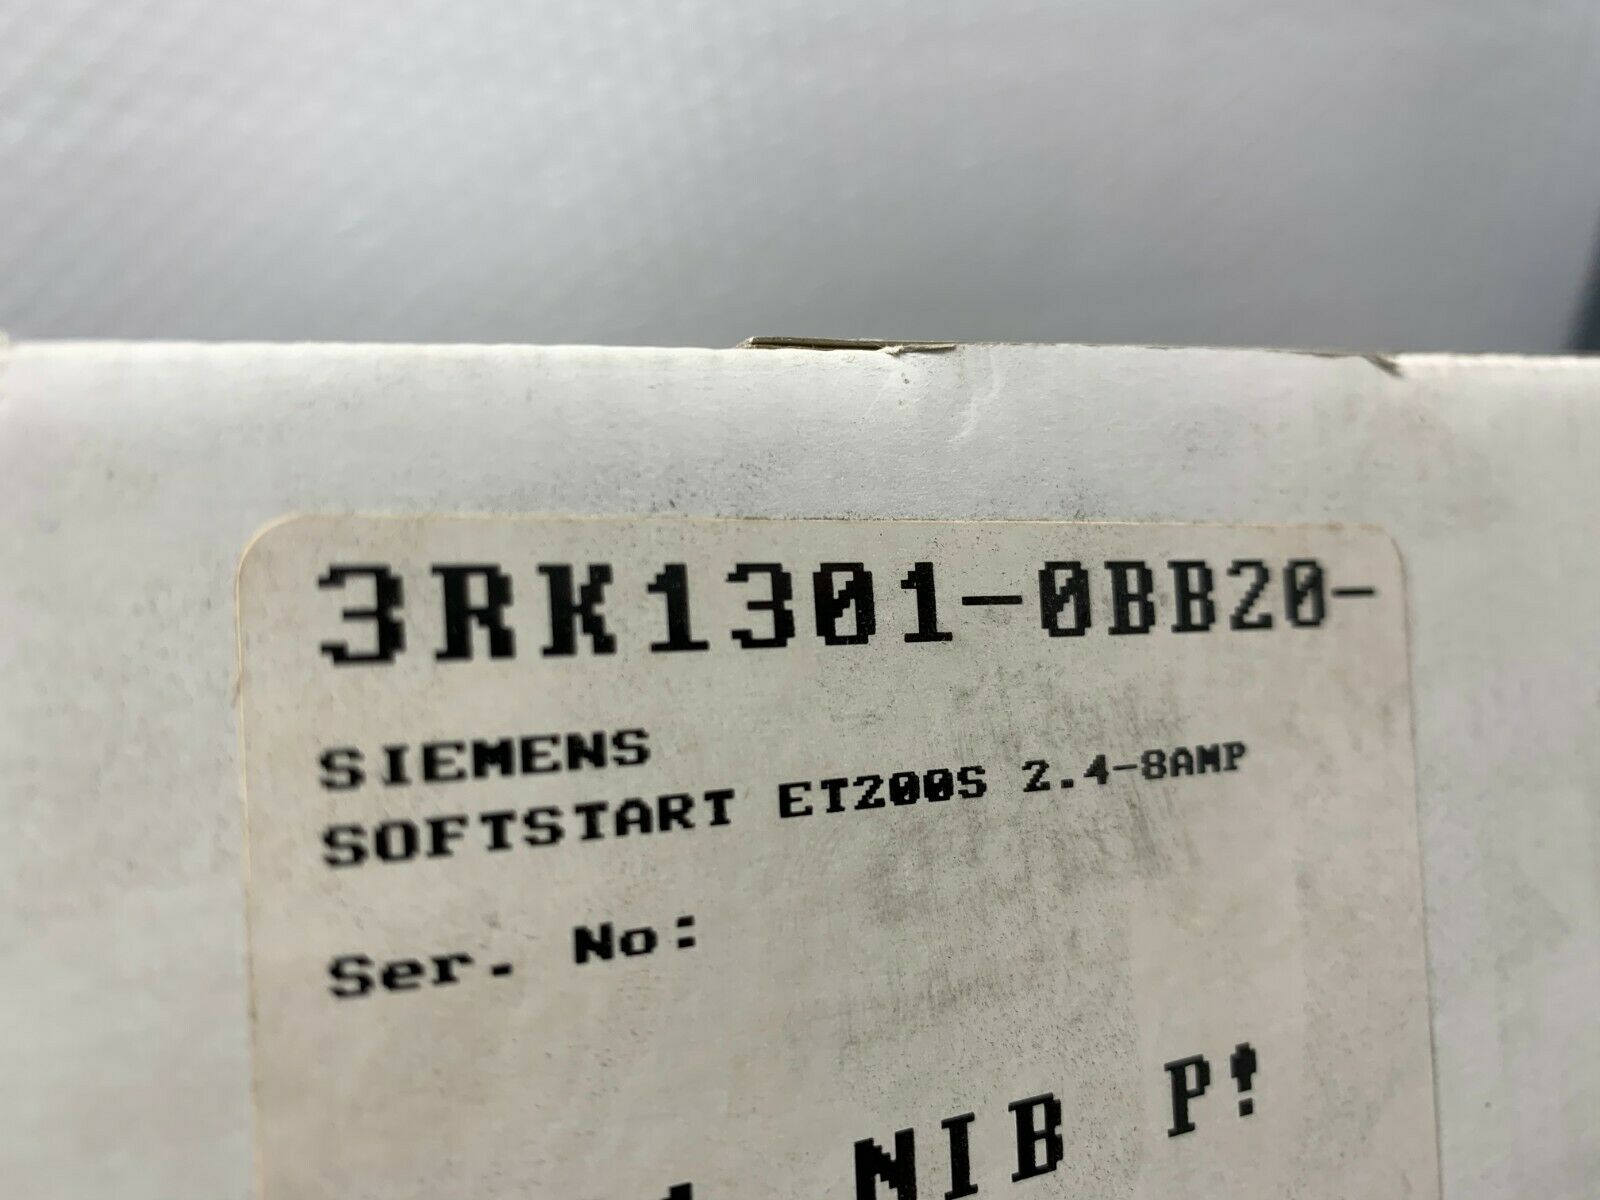 3RK1301-0BB20-
SIEMENS
SOFTSTART ET200S 2.4-8AMP
Ser. No:
NIB P!